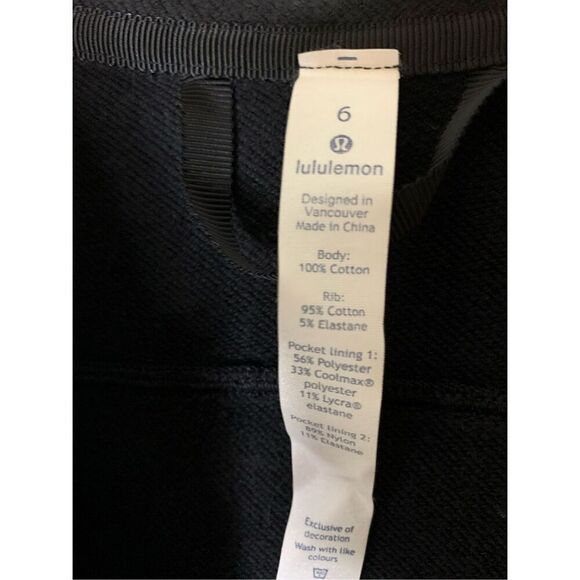 6
lululemon
Designed in
Vancouver
Made in China
Body:
100% Cotton
Rib:
95% Cotton
5% Elastane
Pocket lining 1:
56% Polyester
33% Coolmax®
polyester
11% Lycra®
elastane
Pocket lining 2:
89% Nylon
11% Elastane
Exclusive of
decoration
Wash with like
colours